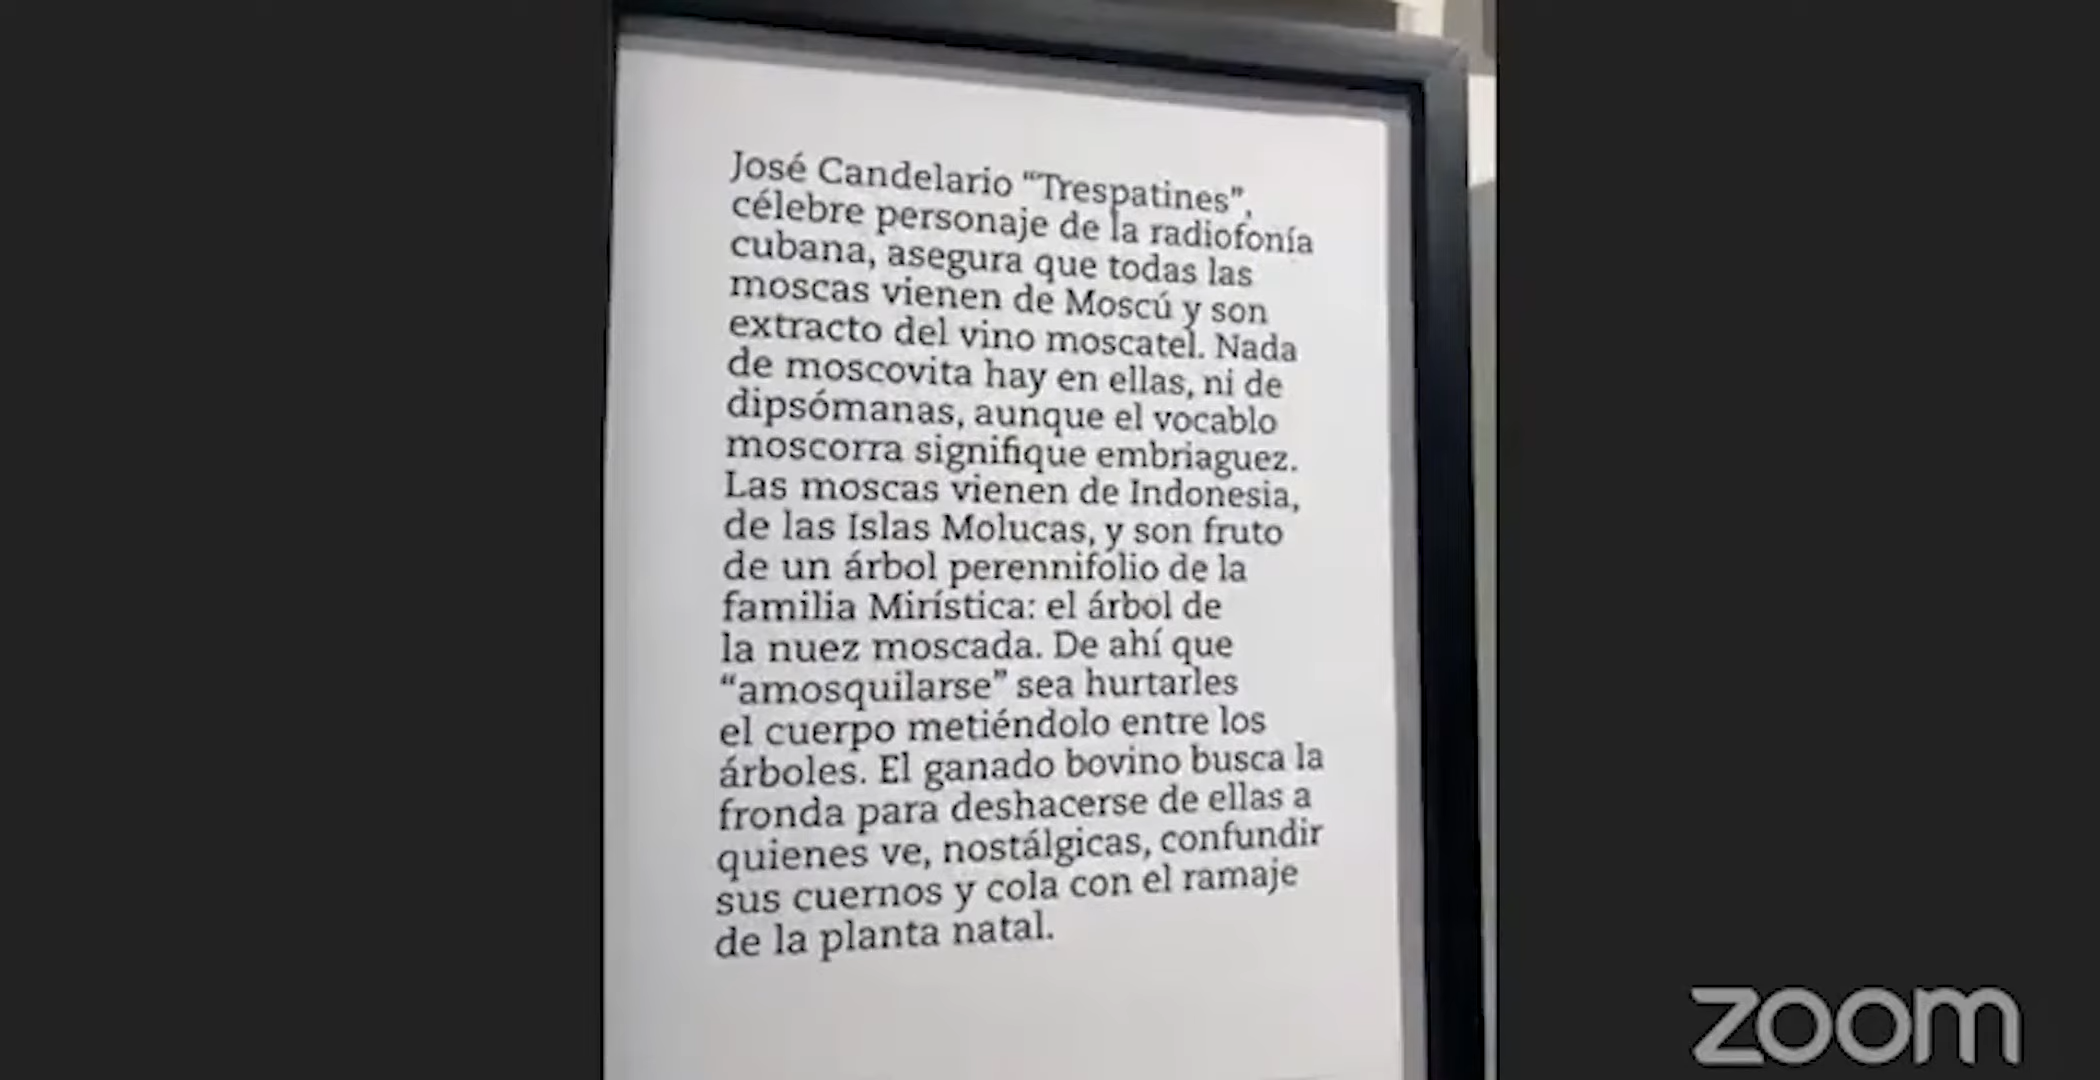 José Candelario “Trespatines”,
célebre personaje de la radiofonía
cubana, asegura que todas las
moscas vienen de Moscú y son
extracto del vino moscatel. Nada
de moscovita hay en ellas, ni de
dipsómanas, aunque el vocablo
moscorra signifique embriaguez.
Las moscas vienen de Indonesia,
de las Islas Molucas, y son fruto
de un árbol perennifolio de la
familia Mirística: el árbol de
la nuez moscada. De ahí que
“amosquilarse” sea hurtarles
el cuerpo metiéndolo entre los
árboles. El ganado bovino busca la
fronda para deshacerse de ellas a
quienes ve, nostálgicas, confundir
sus cuernos y cola con el ramaje
de la planta natal.
zoom